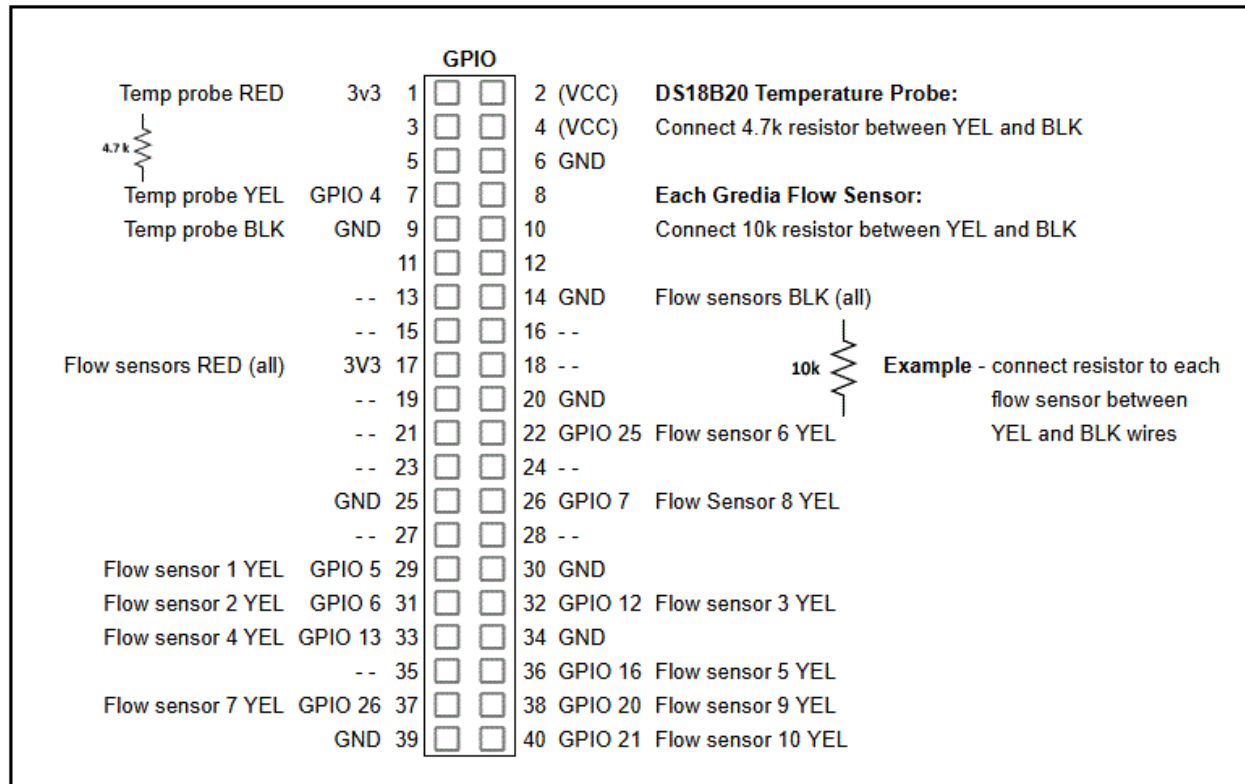 GPIO
Temp probe RED 3v3 1 2 (VCC) DS18B20 Temperature Probe:
3 4 (VCC) Connect 4.7k resistor between YEL and BLK
4.7 k
5 6 GND
Temp probe YEL GPIO 4 7 8 Each Gredia Flow Sensor:
Temp probe BLK GND 9 10 Connect 10k resistor between YEL and BLK
11 12
- - 13 14 GND Flow sensors BLK (all)
- - 15 16 - -
Flow sensors RED (all) 3V3 17 18 - - 10k Example - connect resistor to each
- - 19 20 GND flow sensor between
- - 21 22 GPIO 25 Flow sensor 6 YEL YEL and BLK wires
- - 23 24 - -
GND 25 26 GPIO 7 Flow Sensor 8 YEL
- - 27 28 - -
Flow sensor 1 YEL GPIO 5 29 30 GND
Flow sensor 2 YEL GPIO 6 31 32 GPIO 12 Flow sensor 3 YEL
Flow sensor 4 YEL GPIO 13 33 34 GND
- - 35 36 GPIO 16 Flow sensor 5 YEL
Flow sensor 7 YEL GPIO 26 37 38 GPIO 20 Flow sensor 9 YEL
GND 39 40 GPIO 21 Flow sensor 10 YEL